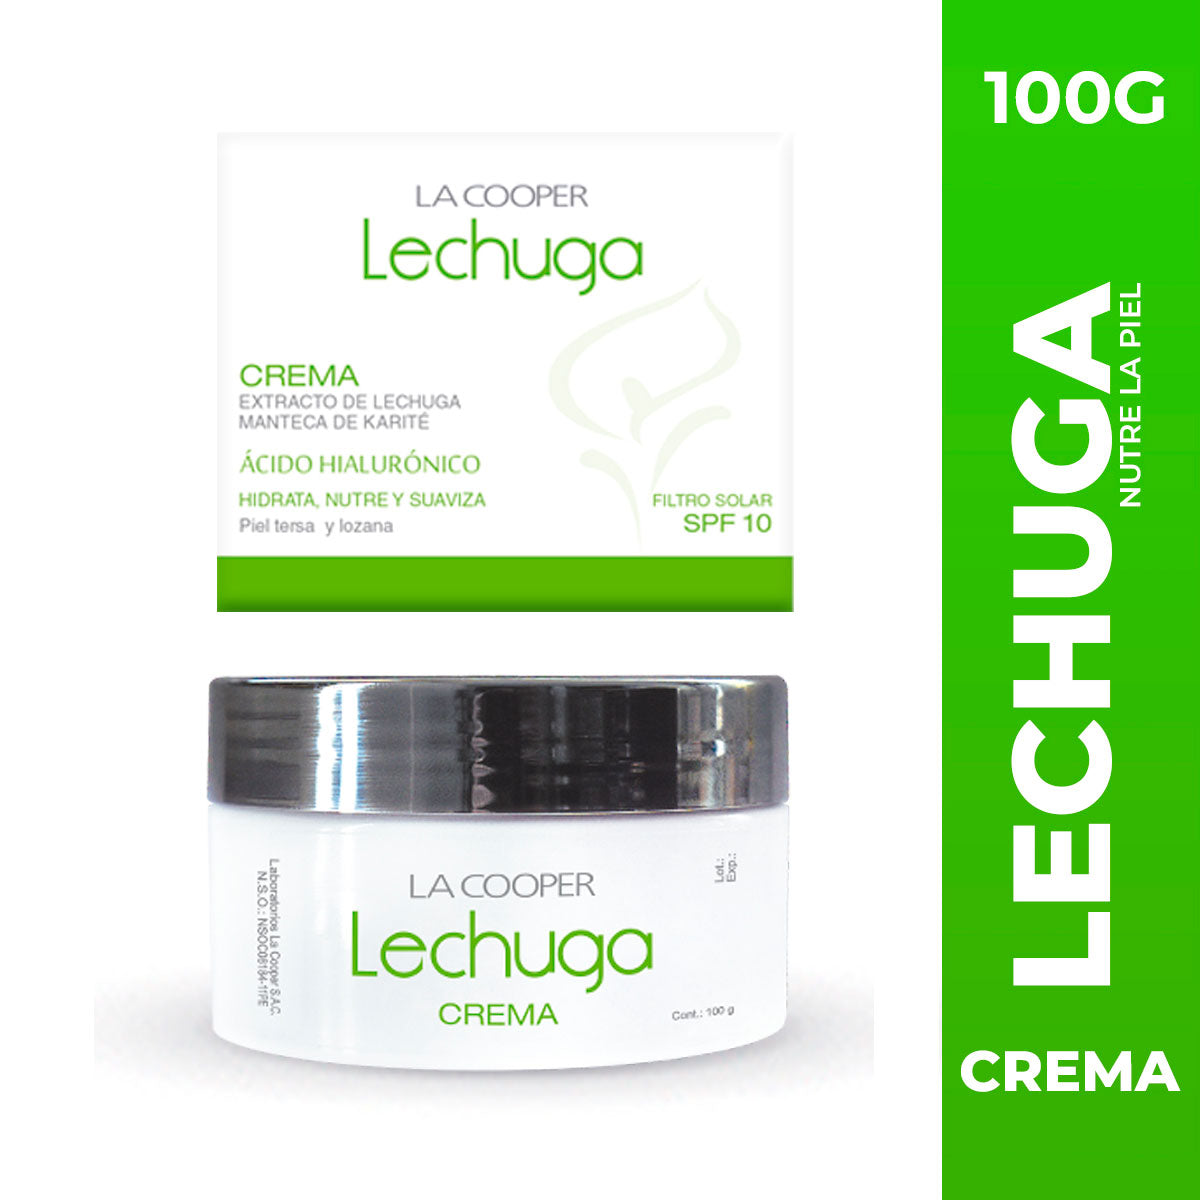 LA COOPER
Lechuga
CREMA
EXTRACTO DE LECHUGA
MANTECA DE KARITÉ
ÁCIDO HIALURÓNICO
HIDRATA, NUTRE Y SUAVIZA
Piel tersa y lozana
FILTRO SOLAR
SPF 10
LA COOPER
Lechuga
CREMA
Laboratorios La Cooper S.A.C.
N.S.O.: NSOC06184-11PE
Lot.:
Exp.:
Cont.: 100 g
100G
LECHUGA
NUTRE LA PIEL
CREMA